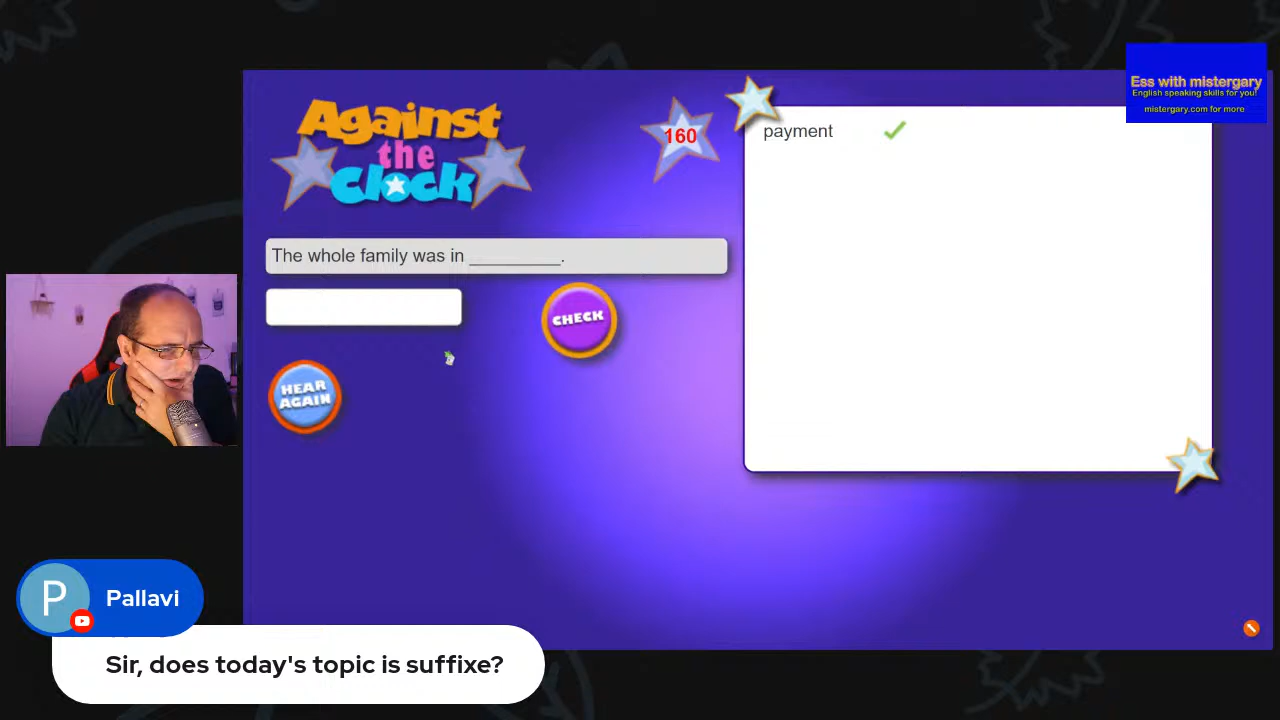 Ess with mistergary
English speaking skills for you!
mistergary.com for more
Against
the
Clock
160
payment
The whole family was in _________.
CHECK
HEAR
AGAIN
P
Pallavi
Sir, does today's topic is suffixe?